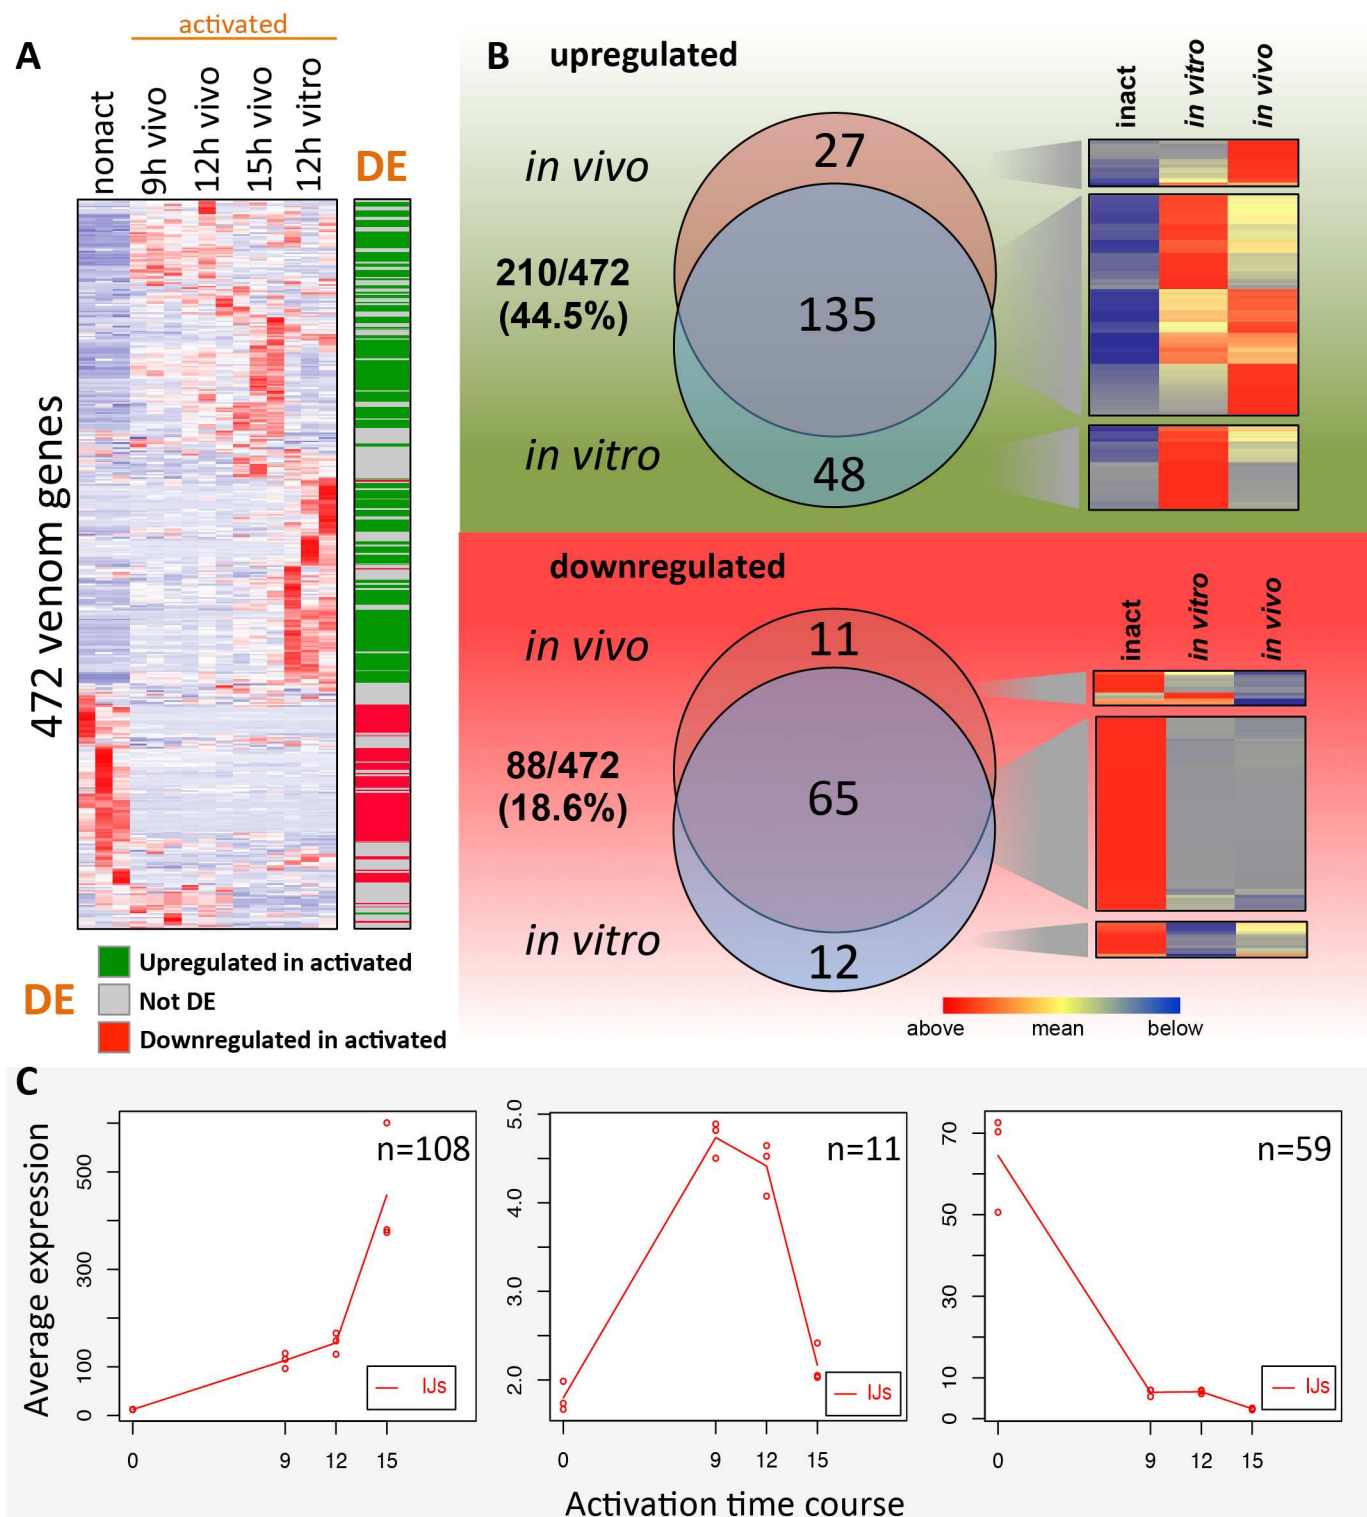 A
activated
nonact
9h vivo
12h vivo
15h vivo
12h vitro
DE
472 venom genes
DE
Upregulated in activated
Not DE
Downregulated in activated
B
upregulated
in vivo
27
210/472
(44.5%)
135
in vitro
48
inact
in vitro
in vivo
downregulated
in vivo
11
88/472
(18.6%)
65
in vitro
12
inact
in vitro
in vivo
above mean below
C
Average expression
500
300
100
0
n=108
IJs
0 9 12 15
5.0
4.0
3.0
2.0
n=11
IJs
0 9 12 15
70
50
30
10
0
n=59
IJs
0 9 12 15
Activation time course